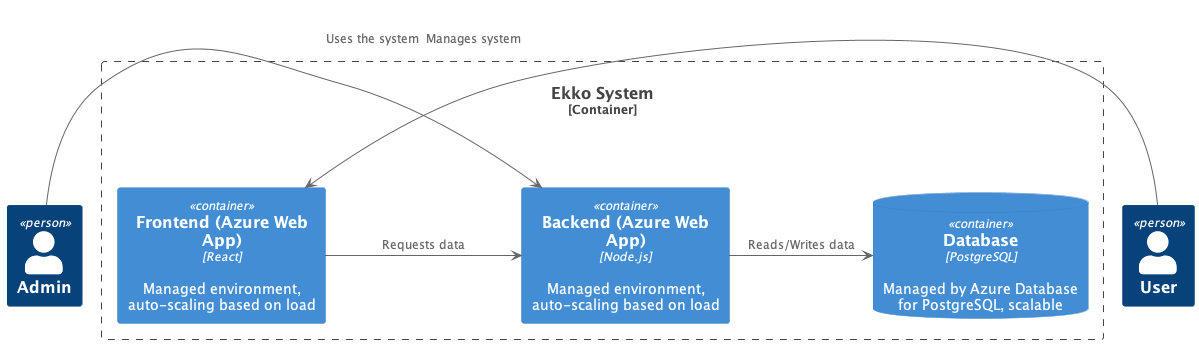 Uses the system Manages system
Ekko System
[Container]
«person»
Admin
«container»
Frontend (Azure Web
App)
[React]
Managed environment,
auto-scaling based on load
Requests data
«container»
Backend (Azure Web
App)
[Node.js]
Managed environment,
auto-scaling based on load
Reads/Writes data
«container»
Database
[PostgreSQL]
Managed by Azure Database
for PostgreSQL, scalable
«person»
User